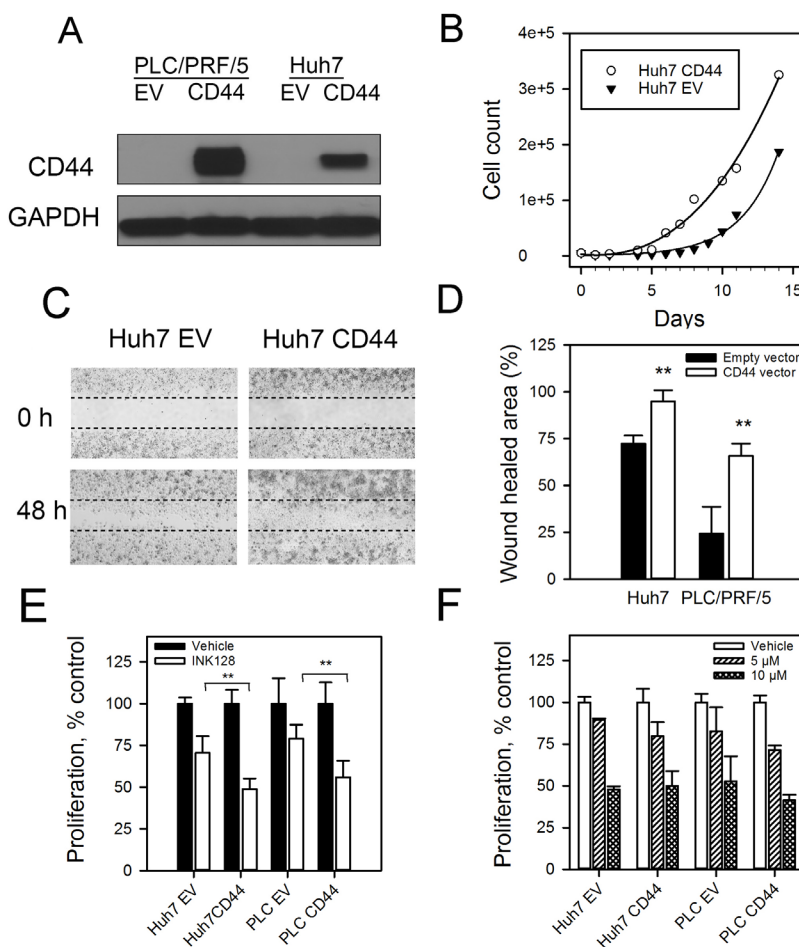 A
PLC/PRF/5 Huh7
EV CD44 EV CD44
CD44
GAPDH
B
Cell count
4e+5
3e+5
2e+5
1e+5
0
Huh7 CD44
Huh7 EV
0 5 10 15
Days
C
Huh7 EV Huh7 CD44
0 h
48 h
D
Wound healed area (%)
125
100
75
50
25
0
Empty vector
CD44 vector
**
**
Huh7 PLC/PRF/5
E
Proliferation, % control
125
100
75
50
25
0
Vehicle
INK128
**
**
Huh7 EV
Huh7CD44
PLC EV
PLC CD44
F
Proliferation, % control
125
100
75
50
25
0
Vehicle
5 µM
10 µM
Huh7 EV
Huh7 CD44
PLC EV
PLC CD44